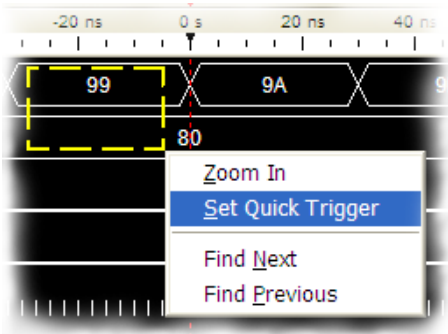 -20 ns 0 s 20 ns 40 ns
99 9A 9
80
Zoom In
Set Quick Trigger
Find Next
Find Previous